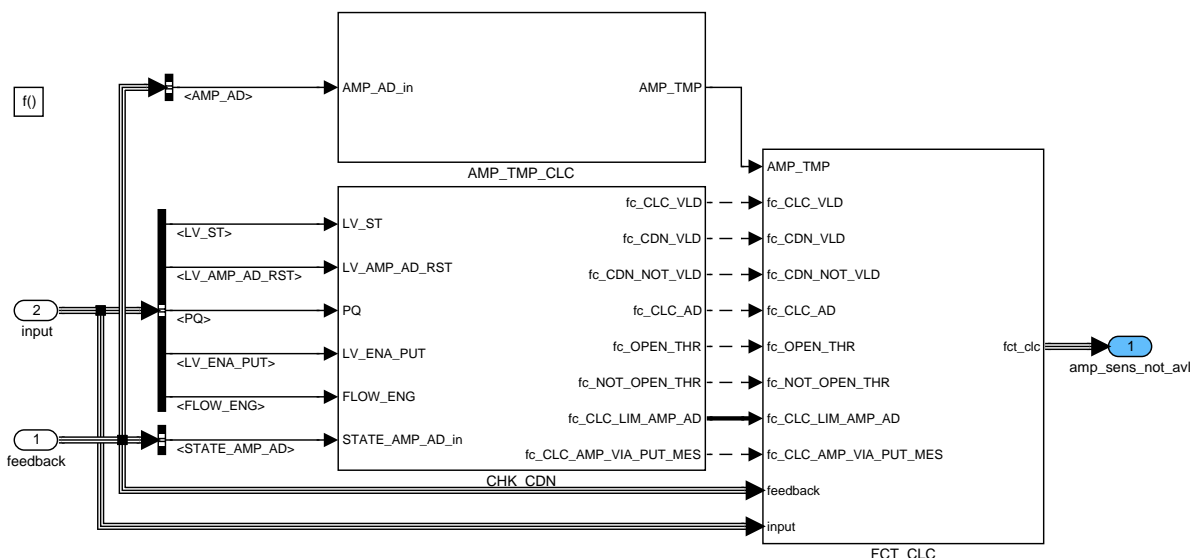 f()
<AMP_AD>
AMP_AD_in
AMP_TMP
AMP_TMP_CLC
<LV_ST>
<LV_AMP_AD_RST>
<PQ>
<LV_ENA_PUT>
<FLOW_ENG>
<STATE_AMP_AD>
2
input
1
feedback
LV_ST
LV_AMP_AD_RST
PQ
LV_ENA_PUT
FLOW_ENG
STATE_AMP_AD_in
fc_CLC_VLD
fc_CDN_VLD
fc_CDN_NOT_VLD
fc_CLC_AD
fc_OPEN_THR
fc_NOT_OPEN_THR
fc_CLC_LIM_AMP_AD
fc_CLC_AMP_VIA_PUT_MES
CHK_CDN
AMP_TMP
fc_CLC_VLD
fc_CDN_VLD
fc_CDN_NOT_VLD
fc_CLC_AD
fc_OPEN_THR
fc_NOT_OPEN_THR
fc_CLC_LIM_AMP_AD
fc_CLC_AMP_VIA_PUT_MES
feedback
input
fct_clc
FCT_CLC
1
amp_sens_not_avl